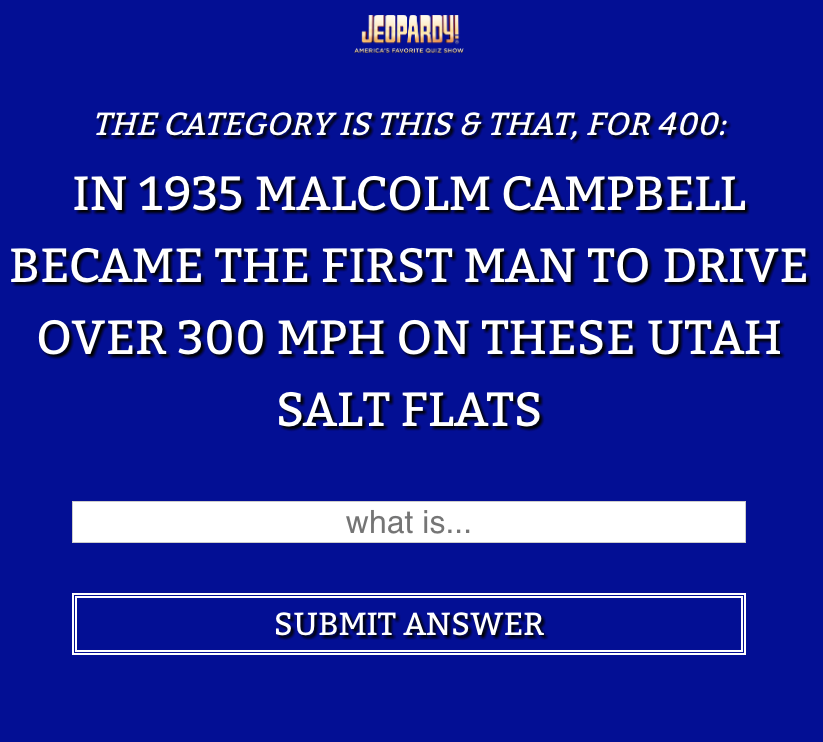 JEOPARDY!
AMERICA'S FAVORITE QUIZ SHOW
THE CATEGORY IS THIS & THAT, FOR 400:
IN 1935 MALCOLM CAMPBELL
BECAME THE FIRST MAN TO DRIVE
OVER 300 MPH ON THESE UTAH
SALT FLATS
what is...
SUBMIT ANSWER